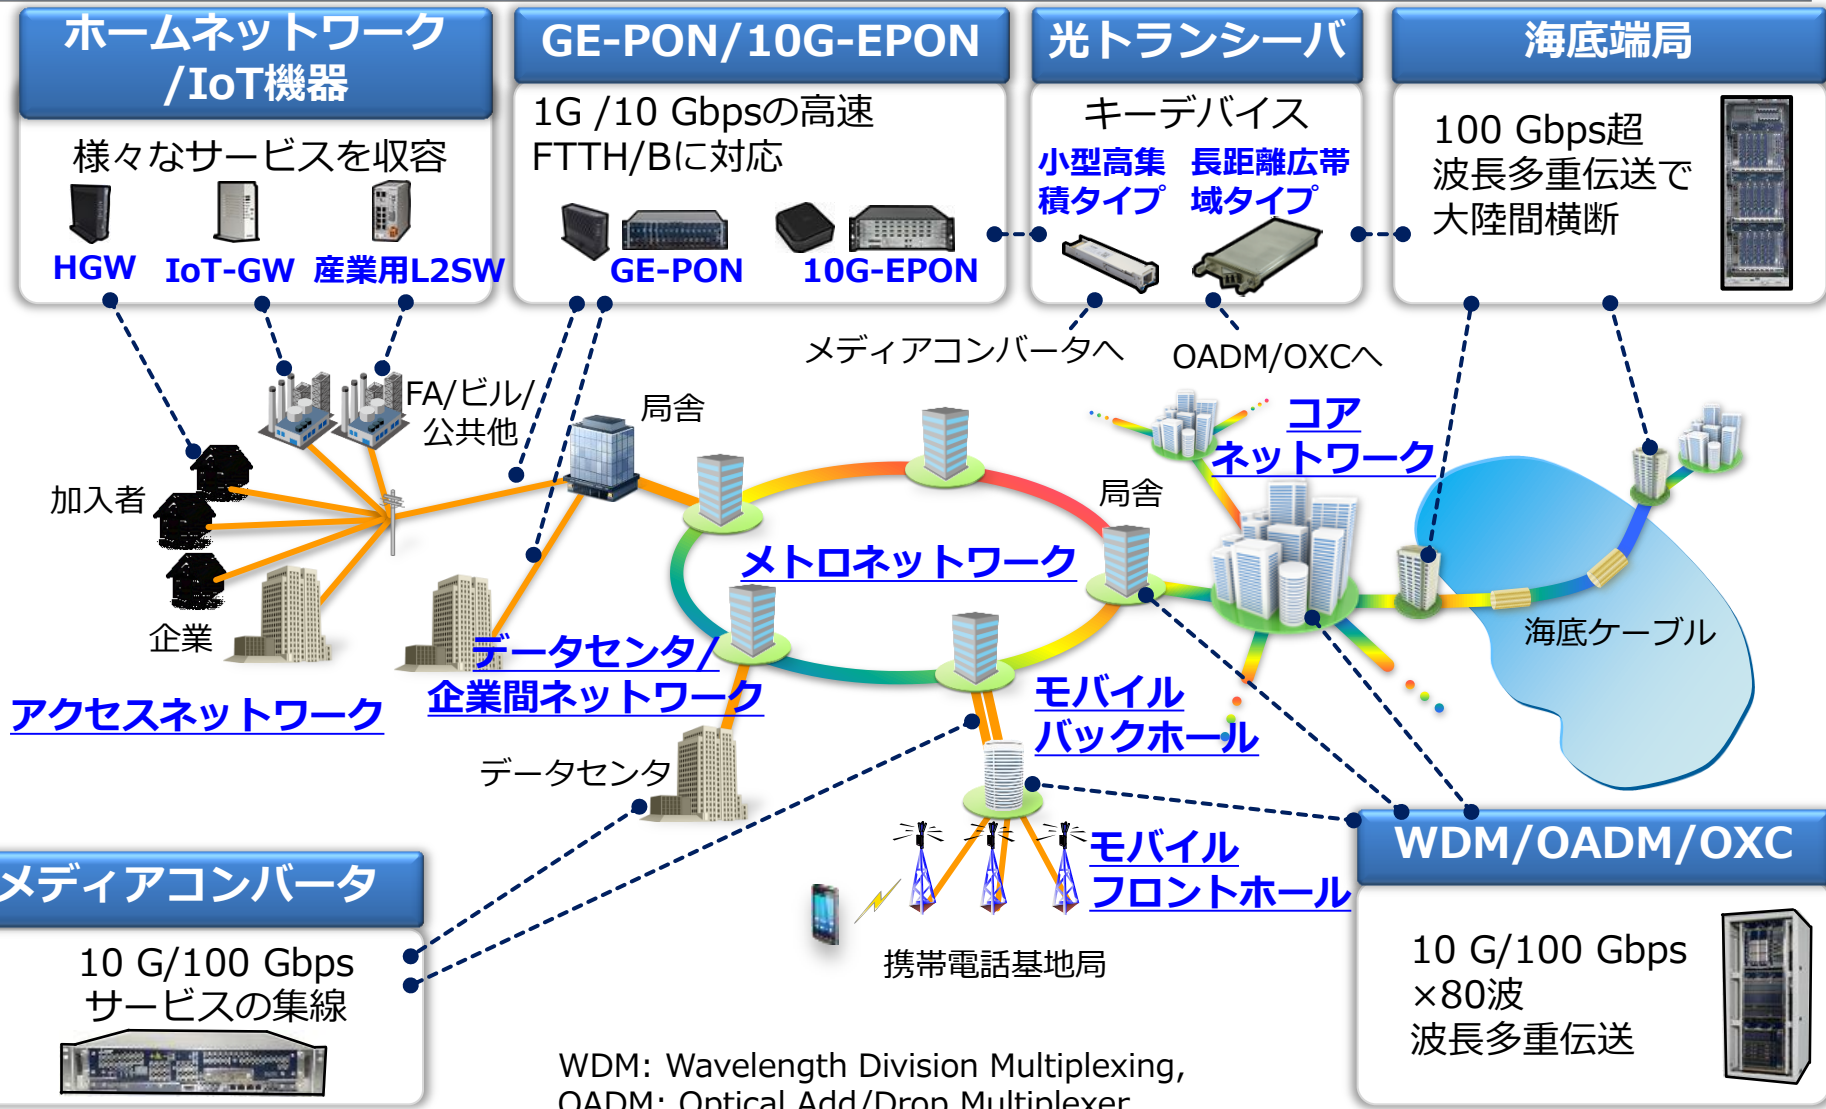 ホームネットワーク
/IoT機器
様々なサービスを収容
HGW
IoT-GW
産業用L2SW
GE-PON/10G-EPON
1G /10 Gbpsの高速
FTTH/Bに対応
GE-PON
10G-EPON
光トランシーバ
キーデバイス
小型高集
積タイプ
長距離広帯
域タイプ
海底端局
100 Gbps超
波長多重伝送で
大陸間横断
メディアコンバータへ
OADM/OXCへ
FA/ビル/
公共他
局舎
コア
ネットワーク
加入者
局舎
メトロネットワーク
企業
海底ケーブル
データセンタ/
企業間ネットワーク
アクセスネットワーク
モバイル
バックホール
データセンタ
モバイル
フロントホール
携帯電話基地局
メディアコンバータ
10 G/100 Gbps
サービスの集線
WDM/OADM/OXC
10 G/100 Gbps
×80波
波長多重伝送
WDM: Wavelength Division Multiplexing,
OADM: Optical Add/Drop Multiplexer